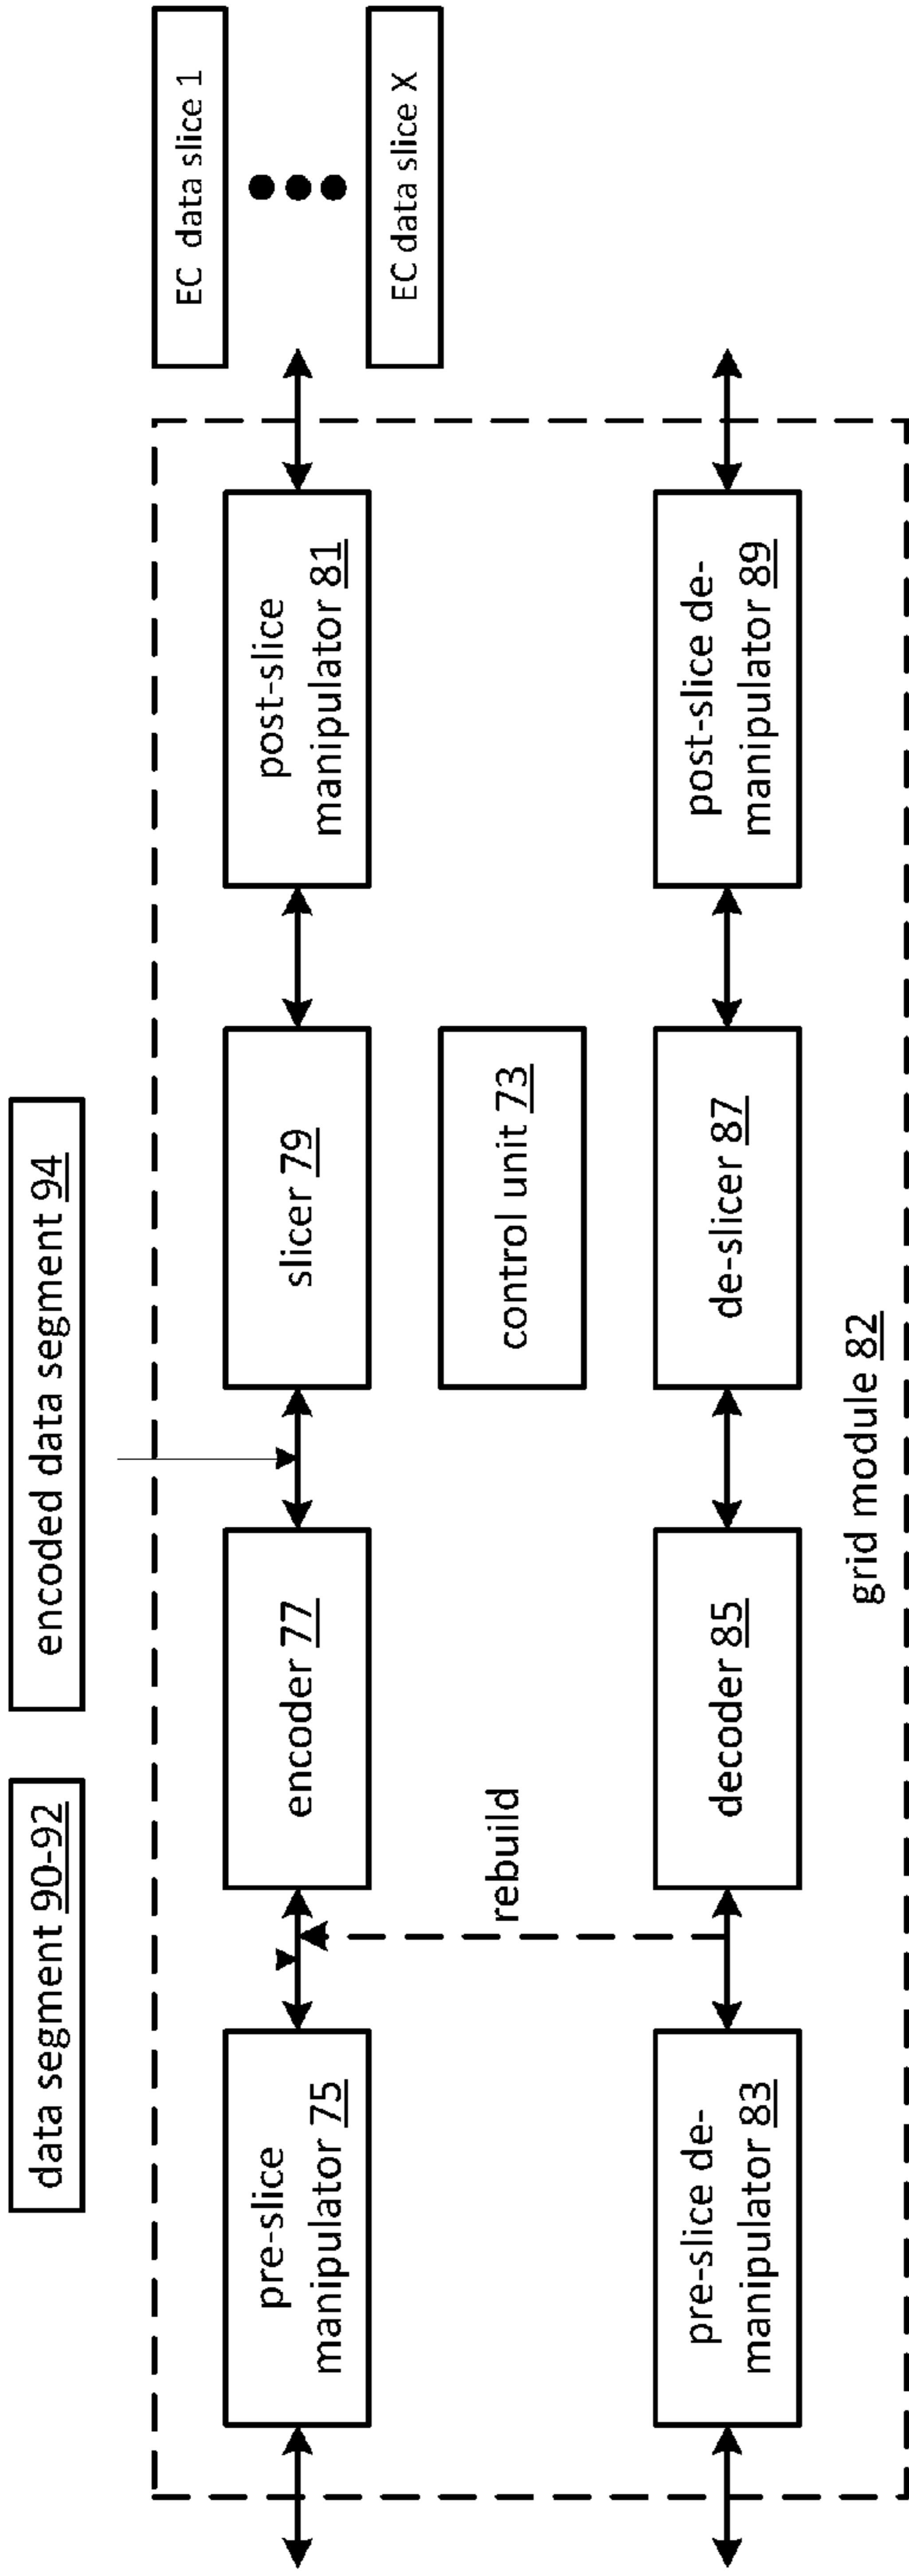 data segment 90-92
encoded data segment 94
EC data slice 1
EC data slice X
pre-slice
manipulator 75
encoder 77
slicer 79
post-slice
manipulator 81
rebuild
control unit 73
pre-slice de-
manipulator 83
decoder 85
de-slicer 87
post-slice de-
manipulator 89
grid module 82